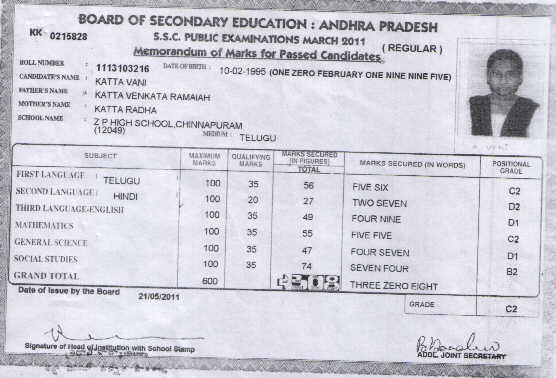 BOARD OF SECONDARY EDUCATION : ANDHRA PRADESH
KK 0215828
S.S.C. PUBLIC EXAMINATIONS MARCH 2011 (REGULAR)
Memorandum of Marks for Passed Candidates
ROLL NUMBER : 1113103216 DATE OF BIRTH : 10-02-1995 (ONE ZERO FEBRUARY ONE NINE NINE FIVE)
CANDIDATE'S NAME : KATTA VANI
FATHER'S NAME : KATTA VENKATA RAMAIAH
MOTHER'S NAME : KATTA RADHA
SCHOOL NAME : Z P HIGH SCHOOL,CHINNAPURAM
(12049) MEDIUM : TELUGU
SUBJECT MAXIMUM MARKS QUALIFYING MARKS MARKS SECURED (IN FIGURES) TOTAL MARKS SECURED (IN WORDS) POSITIONAL GRADE
FIRST LANGUAGE : TELUGU 100 35 56 FIVE SIX C2
SECOND LANGUAGE : HINDI 100 20 27 TWO SEVEN D2
THIRD LANGUAGE-ENGLISH 100 35 49 FOUR NINE D1
MATHEMATICS 100 35 55 FIVE FIVE C2
GENERAL SCIENCE 100 35 47 FOUR SEVEN D1
SOCIAL STUDIES 100 35 74 SEVEN FOUR B2
GRAND TOTAL 600 308 THREE ZERO EIGHT
GRADE C2
Date of Issue by the Board 21/05/2011
Signature of Head of Institution with School Stamp
ADDL. JOINT SECRETARY